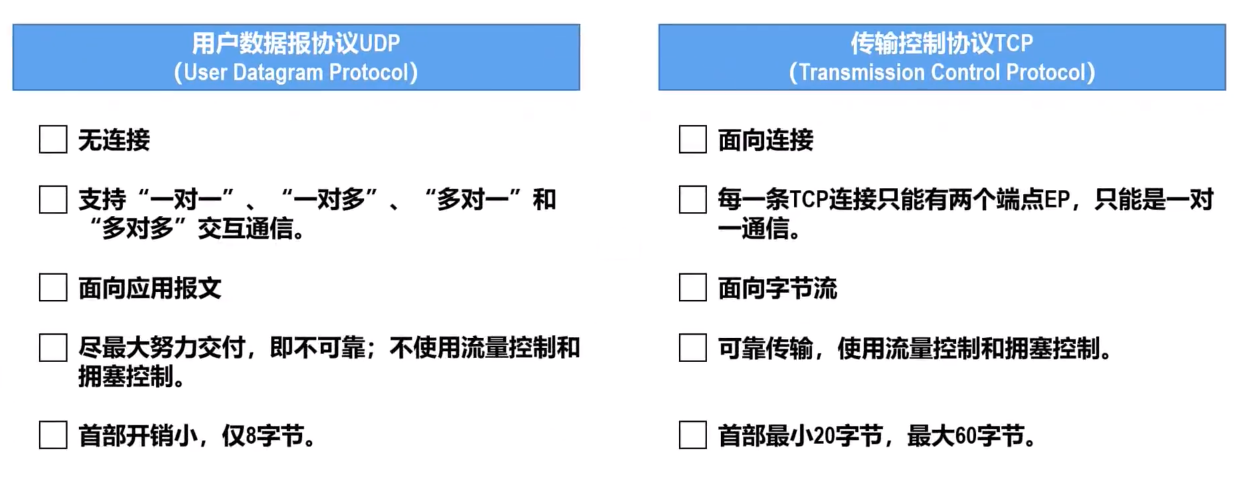 用户数据报协议UDP
（User Datagram Protocol）
无连接
支持“一对一”、“一对多”、“多对一”和
“多对多”交互通信。
面向应用报文
尽最大努力交付，即不可靠；不使用流量控制和
拥塞控制。
首部开销小，仅8字节。
传输控制协议TCP
（Transmission Control Protocol）
面向连接
每一条TCP连接只能有两个端点EP，只能是一对
一通信。
面向字节流
可靠传输，使用流量控制和拥塞控制。
首部最小20字节，最大60字节。